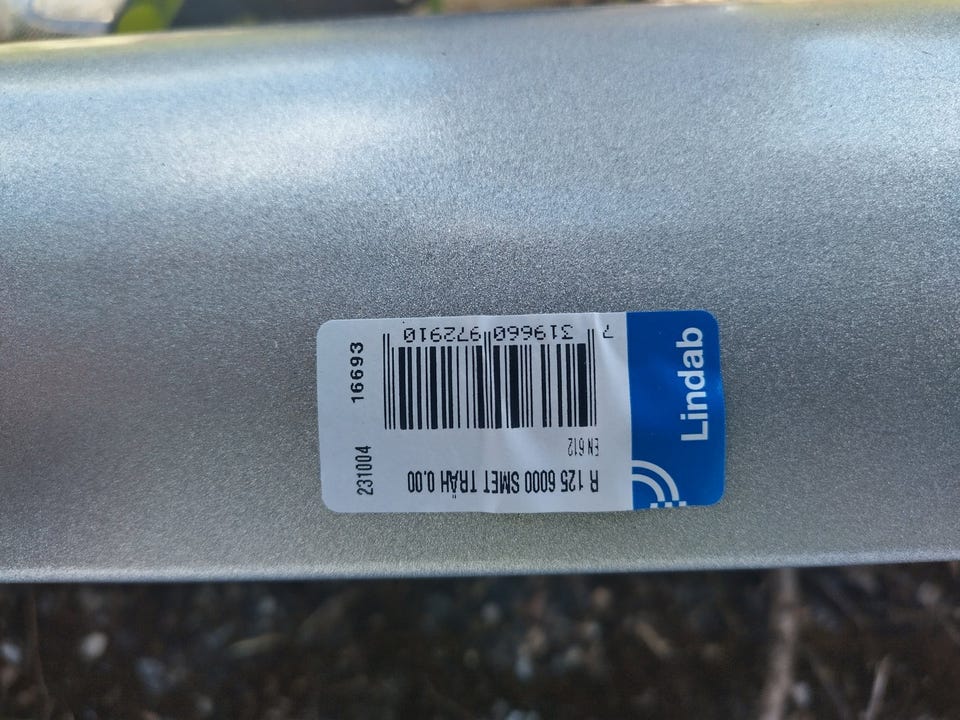 Lindab
R 125 6000 SMET TRÄH 0.00
EN 612
7 319660 972910
231004 16693